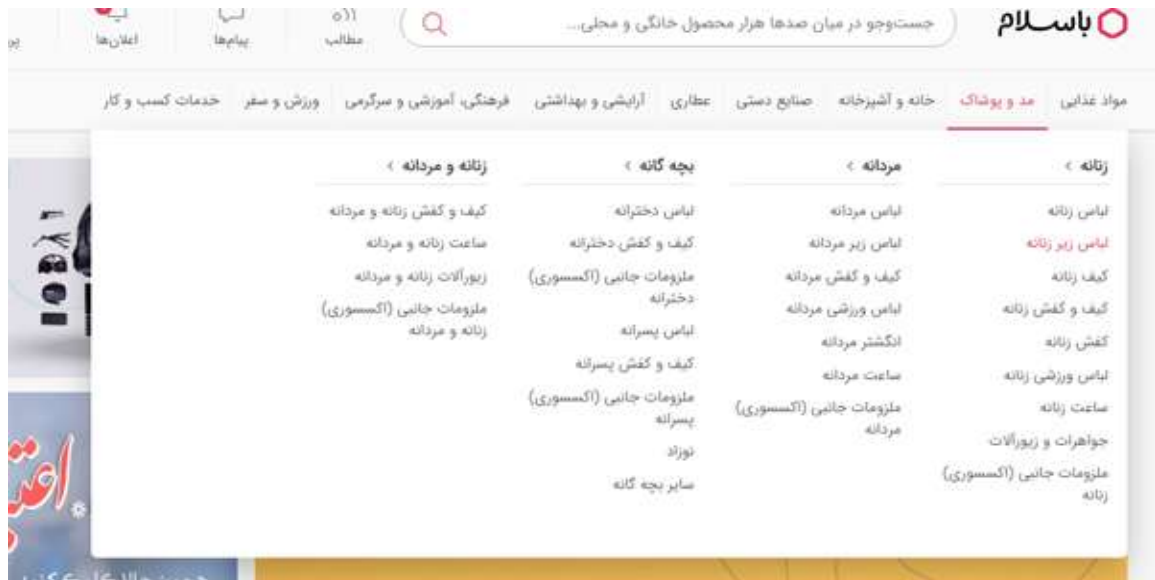 باسلام
جست‌وجو در میان صدها هزار محصول خانگی و محلی...
مطالب
پیام‌ها
اعلان‌ها
مواد غذایی
مد و پوشاک
خانه و آشپزخانه
صنایع دستی
عطاری
آرایشی و بهداشتی
فرهنگی، آموزشی و سرگرمی
ورزش و سفر
خدمات کسب و کار
زنانه
لباس زنانه
لباس زیر زنانه
کیف زنانه
کیف و کفش زنانه
کفش زنانه
لباس ورزشی زنانه
ساعت زنانه
جواهرات و زیورآلات
ملزومات جانبی (اکسسوری)
زنانه
مردانه
لباس مردانه
لباس زیر مردانه
کیف و کفش مردانه
لباس ورزشی مردانه
انگشتر مردانه
ساعت مردانه
ملزومات جانبی (اکسسوری)
مردانه
بچه گانه
لباس دخترانه
کیف و کفش دخترانه
ملزومات جانبی (اکسسوری)
دخترانه
لباس پسرانه
کیف و کفش پسرانه
ملزومات جانبی (اکسسوری)
پسرانه
نوزاد
سایر بچه گانه
زنانه و مردانه
کیف و کفش زنانه و مردانه
ساعت زنانه و مردانه
زیورآلات زنانه و مردانه
ملزومات جانبی (اکسسوری)
زنانه و مردانه